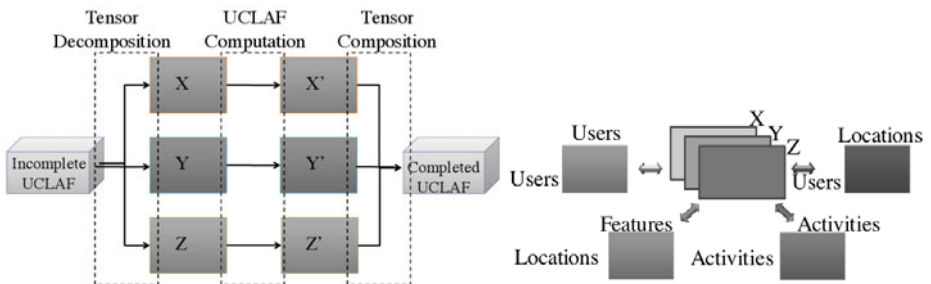 Tensor
Decomposition
UCLAF
Computation
Tensor
Composition
X
X'
Incomplete
UCLAF
Y
Y'
Completed
UCLAF
Z
Z'
Users
Users
X
Y
Z
Locations
Users
Features
Locations
Activities
Activities